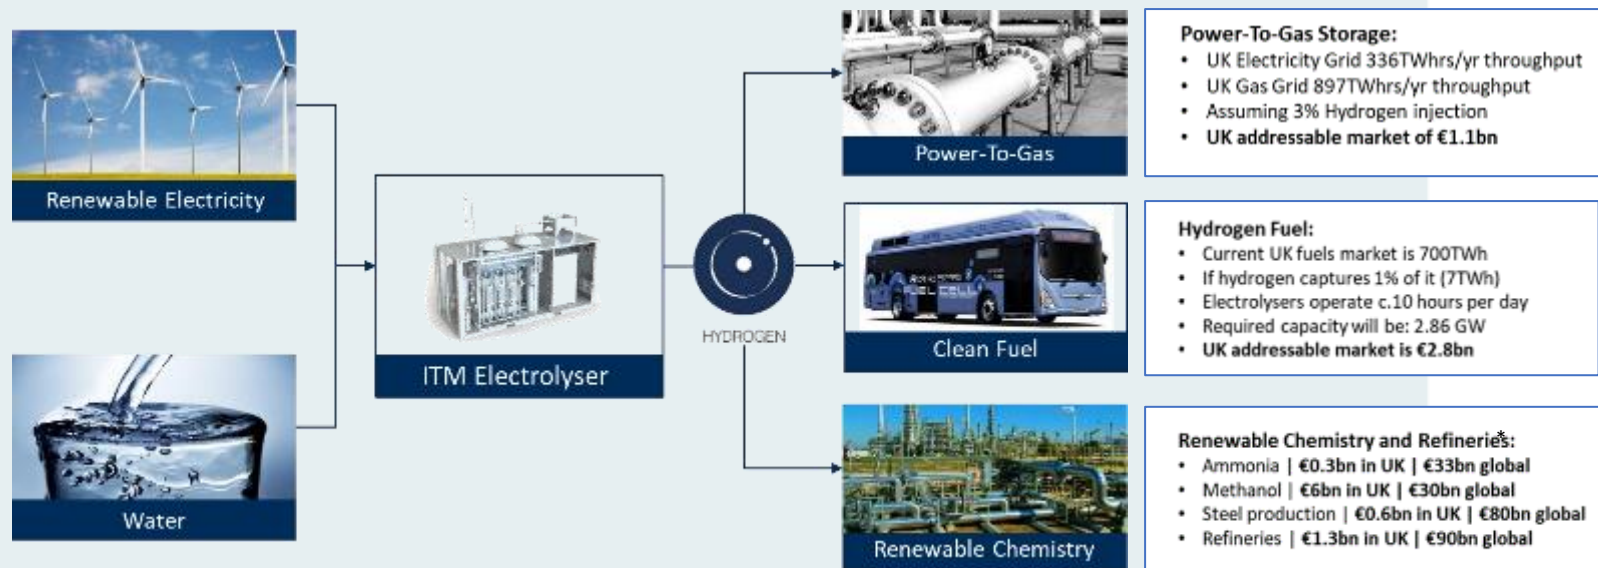 Renewable Electricity
Water
ITM Electrolyser
HYDROGEN
Power-To-Gas
FUEL CELL
Clean Fuel
Renewable Chemistry
Power-To-Gas Storage:
• UK Electricity Grid 336TWhrs/yr throughput
• UK Gas Grid 897TWhrs/yr throughput
• Assuming 3% Hydrogen injection
• UK addressable market of €1.1bn
Hydrogen Fuel:
• Current UK fuels market is 700TWh
• If hydrogen captures 1% of it (7TWh)
• Electrolysers operate c.10 hours per day
• Required capacity will be: 2.86 GW
• UK addressable market is €2.8bn
Renewable Chemistry and Refineries:*
• Ammonia | €0.3bn in UK | €33bn global
• Methanol | €6bn in UK | €30bn global
• Steel production | €0.6bn in UK | €80bn global
• Refineries | €1.3bn in UK | €90bn global